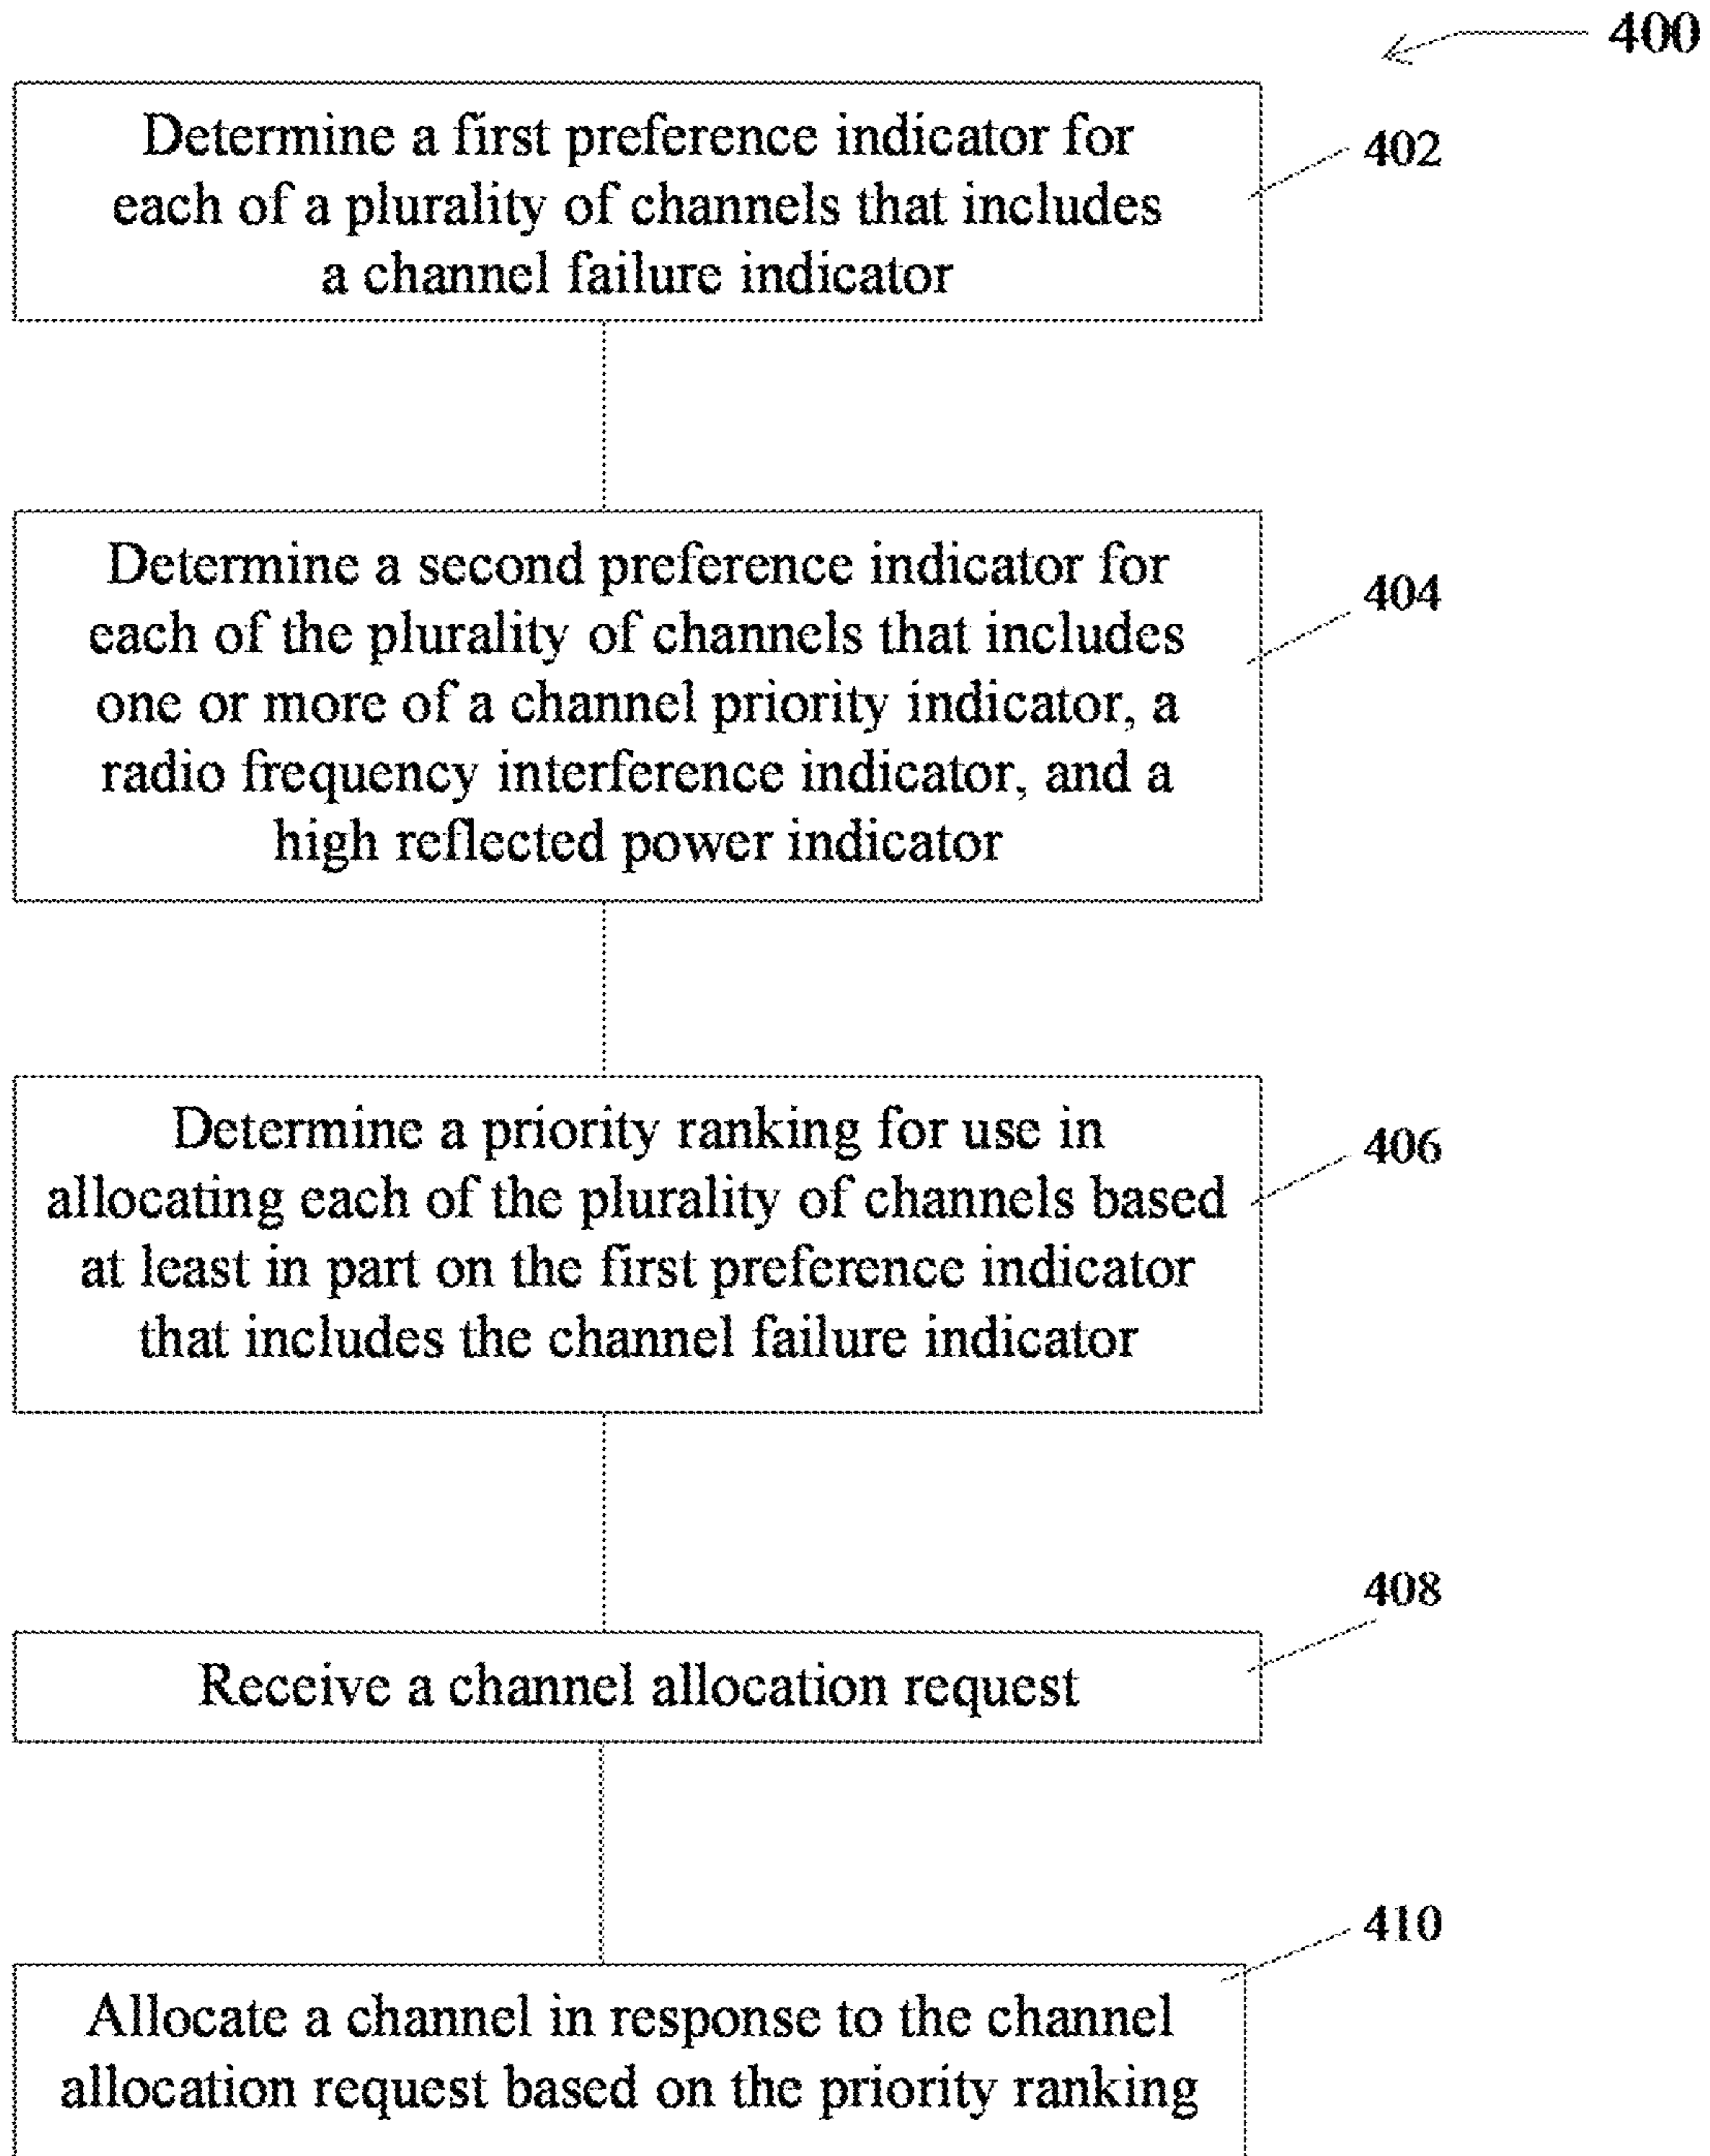 400
Determine a first preference indicator for
each of a plurality of channels that includes
a channel failure indicator
402
Determine a second preference indicator for
each of the plurality of channels that includes
one or more of a channel priority indicator, a
radio frequency interference indicator, and a
high reflected power indicator
404
Determine a priority ranking for use in
allocating each of the plurality of channels based
at least in part on the first preference indicator
that includes the channel failure indicator
406
Receive a channel allocation request
408
Allocate a channel in response to the channel
allocation request based on the priority ranking
410